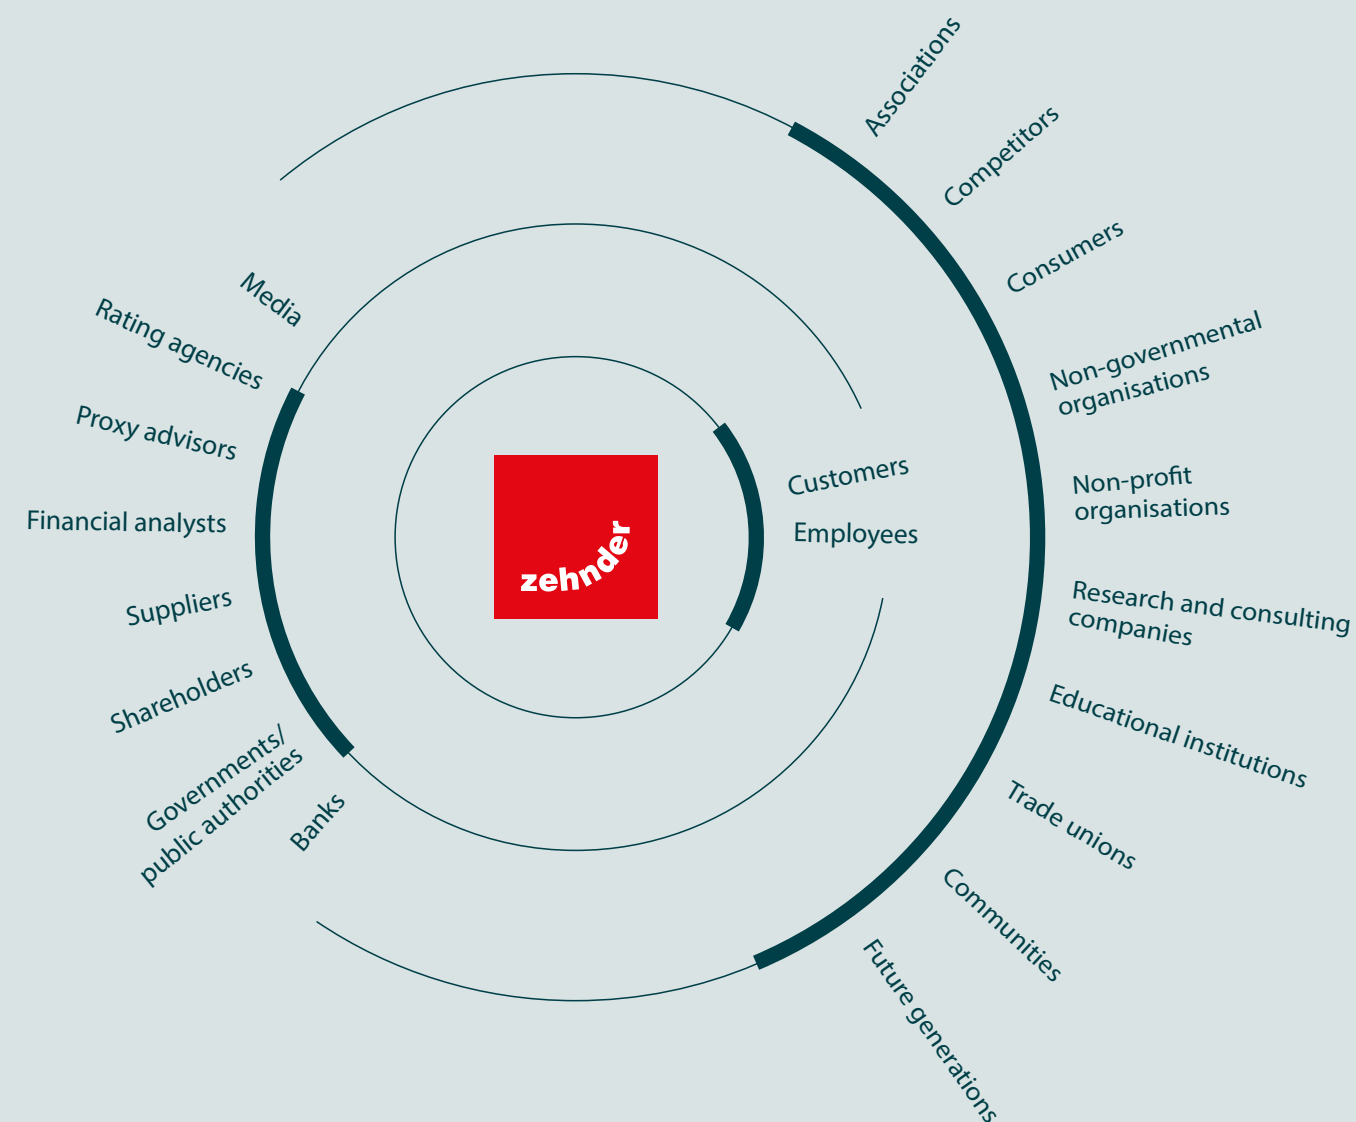 Associations
Competitors
Consumers
Non-governmental
organisations
Non-profit
organisations
Research and consulting
companies
Educational institutions
Trade unions
Communities
Future generations
Customers
Employees
zehnder
Media
Rating agencies
Proxy advisors
Financial analysts
Suppliers
Shareholders
Governments/
public authorities
Banks